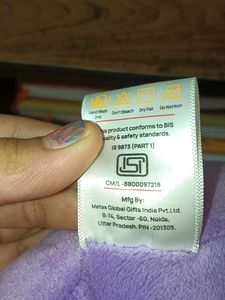 Hand Wash Only
Don't Bleach
Dry Flat
Do Not Iron
This product conforms to BIS
quality & safety standards.
IS 9873 (PART 1)
ISI
CM/L-8800097218
Mfg By:
Metex Global Gifts India Pvt.Ltd.
B-74, Sector -60, Noida,
Uttar Pradesh. PIN -201309.